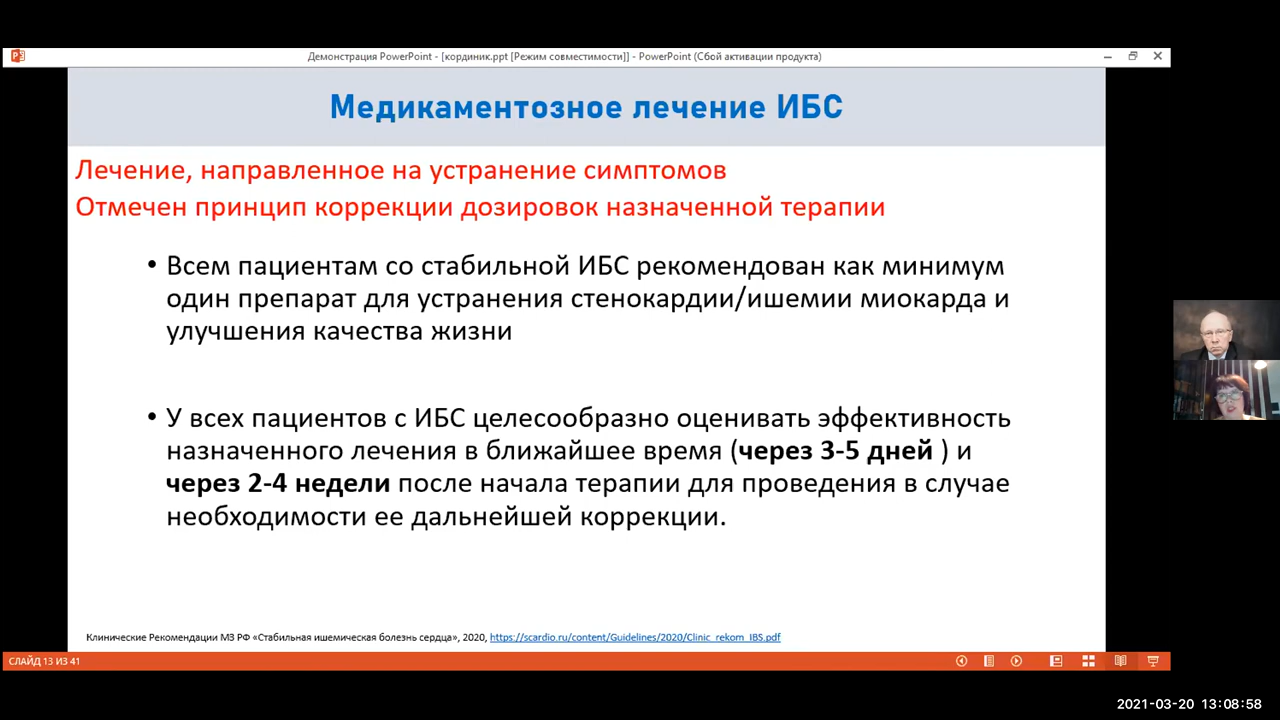 Демонстрация PowerPoint - [кординик.ppt [Режим совместимости]] - PowerPoint (Сбой активации продукта)
Медикаментозное лечение ИБС
Лечение, направленное на устранение симптомов
Отмечен принцип коррекции дозировок назначенной терапии
• Всем пациентам со стабильной ИБС рекомендован как минимум
один препарат для устранения стенокардии/ишемии миокарда и
улучшения качества жизни
• У всех пациентов с ИБС целесообразно оценивать эффективность
назначенного лечения в ближайшее время (через 3-5 дней ) и
через 2-4 недели после начала терапии для проведения в случае
необходимости ее дальнейшей коррекции.
Клинические Рекомендации МЗ РФ «Стабильная ишемическая болезнь сердца», 2020, https://scardio.ru/content/Guidelines/2020/Clinic_rekom_IBS.pdf
СЛАЙД 13 ИЗ 41
2021-03-20 13:08:58